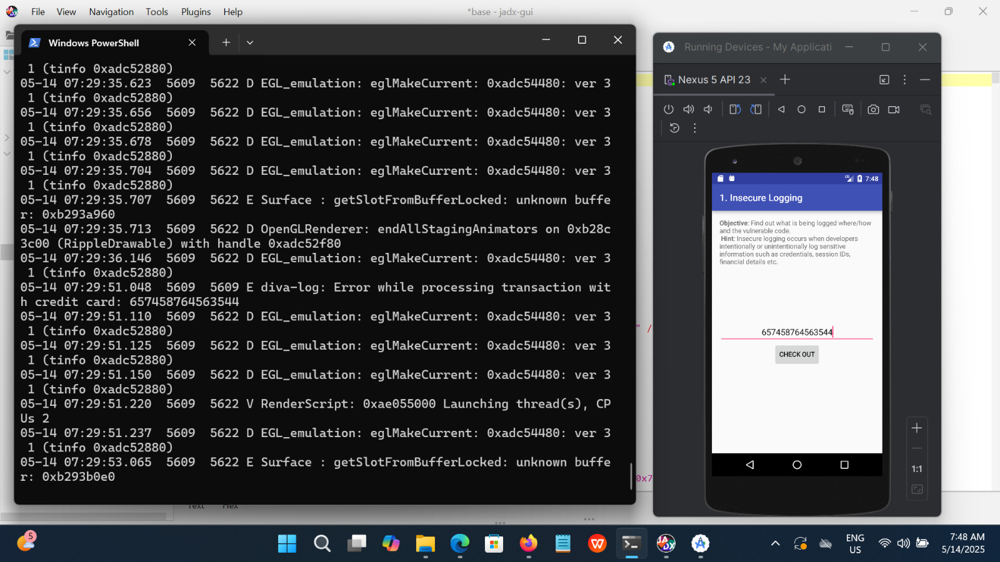 File View Navigation Tools Plugins Help
*base - jadx-gui
Windows PowerShell
1 (tinfo 0xadc52880)
05-14 07:29:35.623  5609  5622 D EGL_emulation: eglMakeCurrent: 0xadc54480: ver 3
1 (tinfo 0xadc52880)
05-14 07:29:35.656  5609  5622 D EGL_emulation: eglMakeCurrent: 0xadc54480: ver 3
1 (tinfo 0xadc52880)
05-14 07:29:35.678  5609  5622 D EGL_emulation: eglMakeCurrent: 0xadc54480: ver 3
1 (tinfo 0xadc52880)
05-14 07:29:35.704  5609  5622 D EGL_emulation: eglMakeCurrent: 0xadc54480: ver 3
1 (tinfo 0xadc52880)
05-14 07:29:35.707  5609  5622 E Surface : getSlotFromBufferLocked: unknown buffe
r: 0xb293a960
05-14 07:29:35.713  5609  5622 D OpenGLRenderer: endAllStagingAnimators on 0xb28c
3c00 (RippleDrawable) with handle 0xadc52f80
05-14 07:29:36.146  5609  5622 D EGL_emulation: eglMakeCurrent: 0xadc54480: ver 3
1 (tinfo 0xadc52880)
05-14 07:29:51.048  5609  5609 E diva-log: Error while processing transaction wit
h credit card: 657458764563544
05-14 07:29:51.110  5609  5622 D EGL_emulation: eglMakeCurrent: 0xadc54480: ver 3
1 (tinfo 0xadc52880)
05-14 07:29:51.125  5609  5622 D EGL_emulation: eglMakeCurrent: 0xadc54480: ver 3
1 (tinfo 0xadc52880)
05-14 07:29:51.150  5609  5622 D EGL_emulation: eglMakeCurrent: 0xadc54480: ver 3
1 (tinfo 0xadc52880)
05-14 07:29:51.220  5609  5622 V RenderScript: 0xae055000 Launching thread(s), CP
Us 2
05-14 07:29:51.237  5609  5622 D EGL_emulation: eglMakeCurrent: 0xadc54480: ver 3
1 (tinfo 0xadc52880)
05-14 07:29:53.065  5609  5622 E Surface : getSlotFromBufferLocked: unknown buffe
r: 0xb293b0e0
" /
0x7
Text Hex
Running Devices - My Applicati
Nexus 5 API 23
LTE 7:48
1. Insecure Logging
Objective: Find out what is being logged where/how
and the vulnerable code.
Hint: Insecure logging occurs when developers
intentionally or unintentionally log sensitive
information such as credentials, session IDs,
financial details etc.
657458764563544
CHECK OUT
1:1
5
JADX
W
ENG
US
7:48 AM
5/14/2025